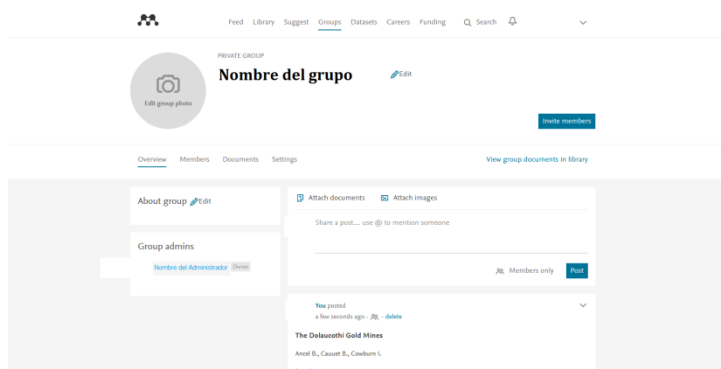 Feed Library Suggest Groups Datasets Careers Funding Search
PRIVATE GROUP
Nombre del grupo Edit
Edit group photo
Invite members
Overview Members Documents Settings View group documents in library
About group Edit
Attach documents Attach images
Share a post.... use @ to mention someone
Group admins
Nombre del Administrador Owner
Members only Post
You posted
a few seconds ago - - delete
The Dolaucothi Gold Mines
Ancel B., Cauuet B., Cowburn I.